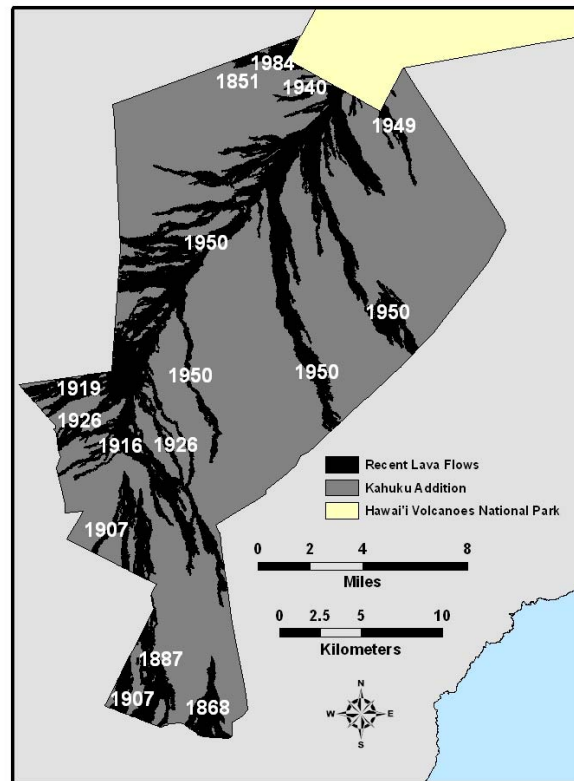 1984
1851
1940
1949
1950
1950
1950
1950
1919
1926
1926
1916
1907
1887
1907
1868
Recent Lava Flows
Kahuku Addition
Hawai'i Volcanoes National Park
0 2 4 8
Miles
0 2.5 5 10
Kilometers
N
W E
S